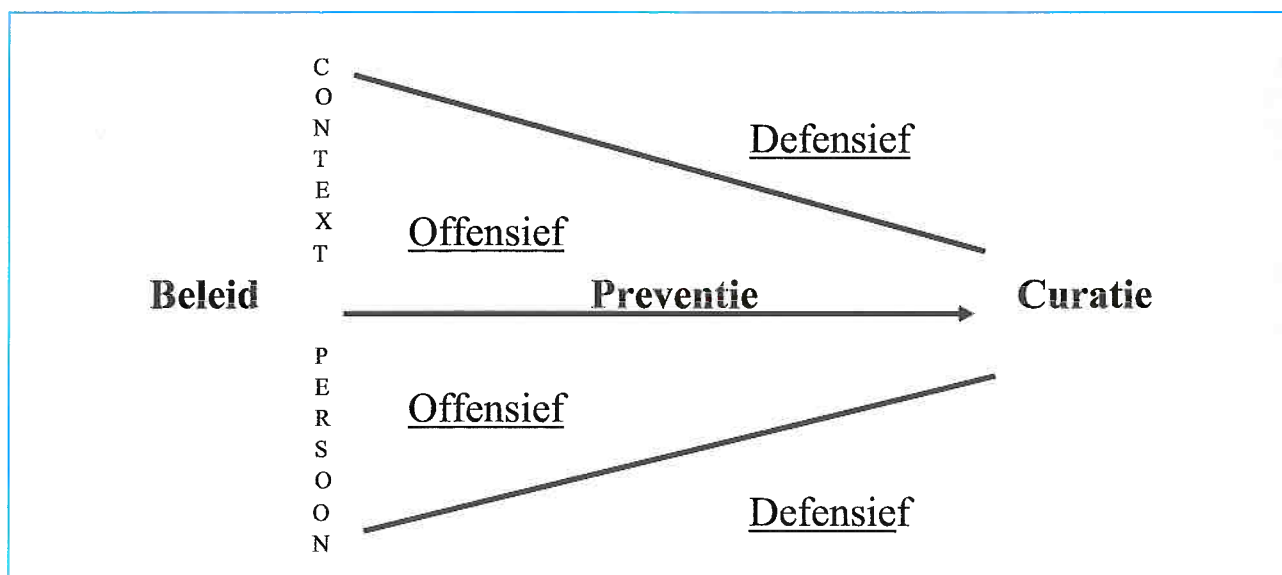 CONTEXT
Defensief
Offensief
Beleid Preventie Curatie
PERSOON
Offensief
Defensief